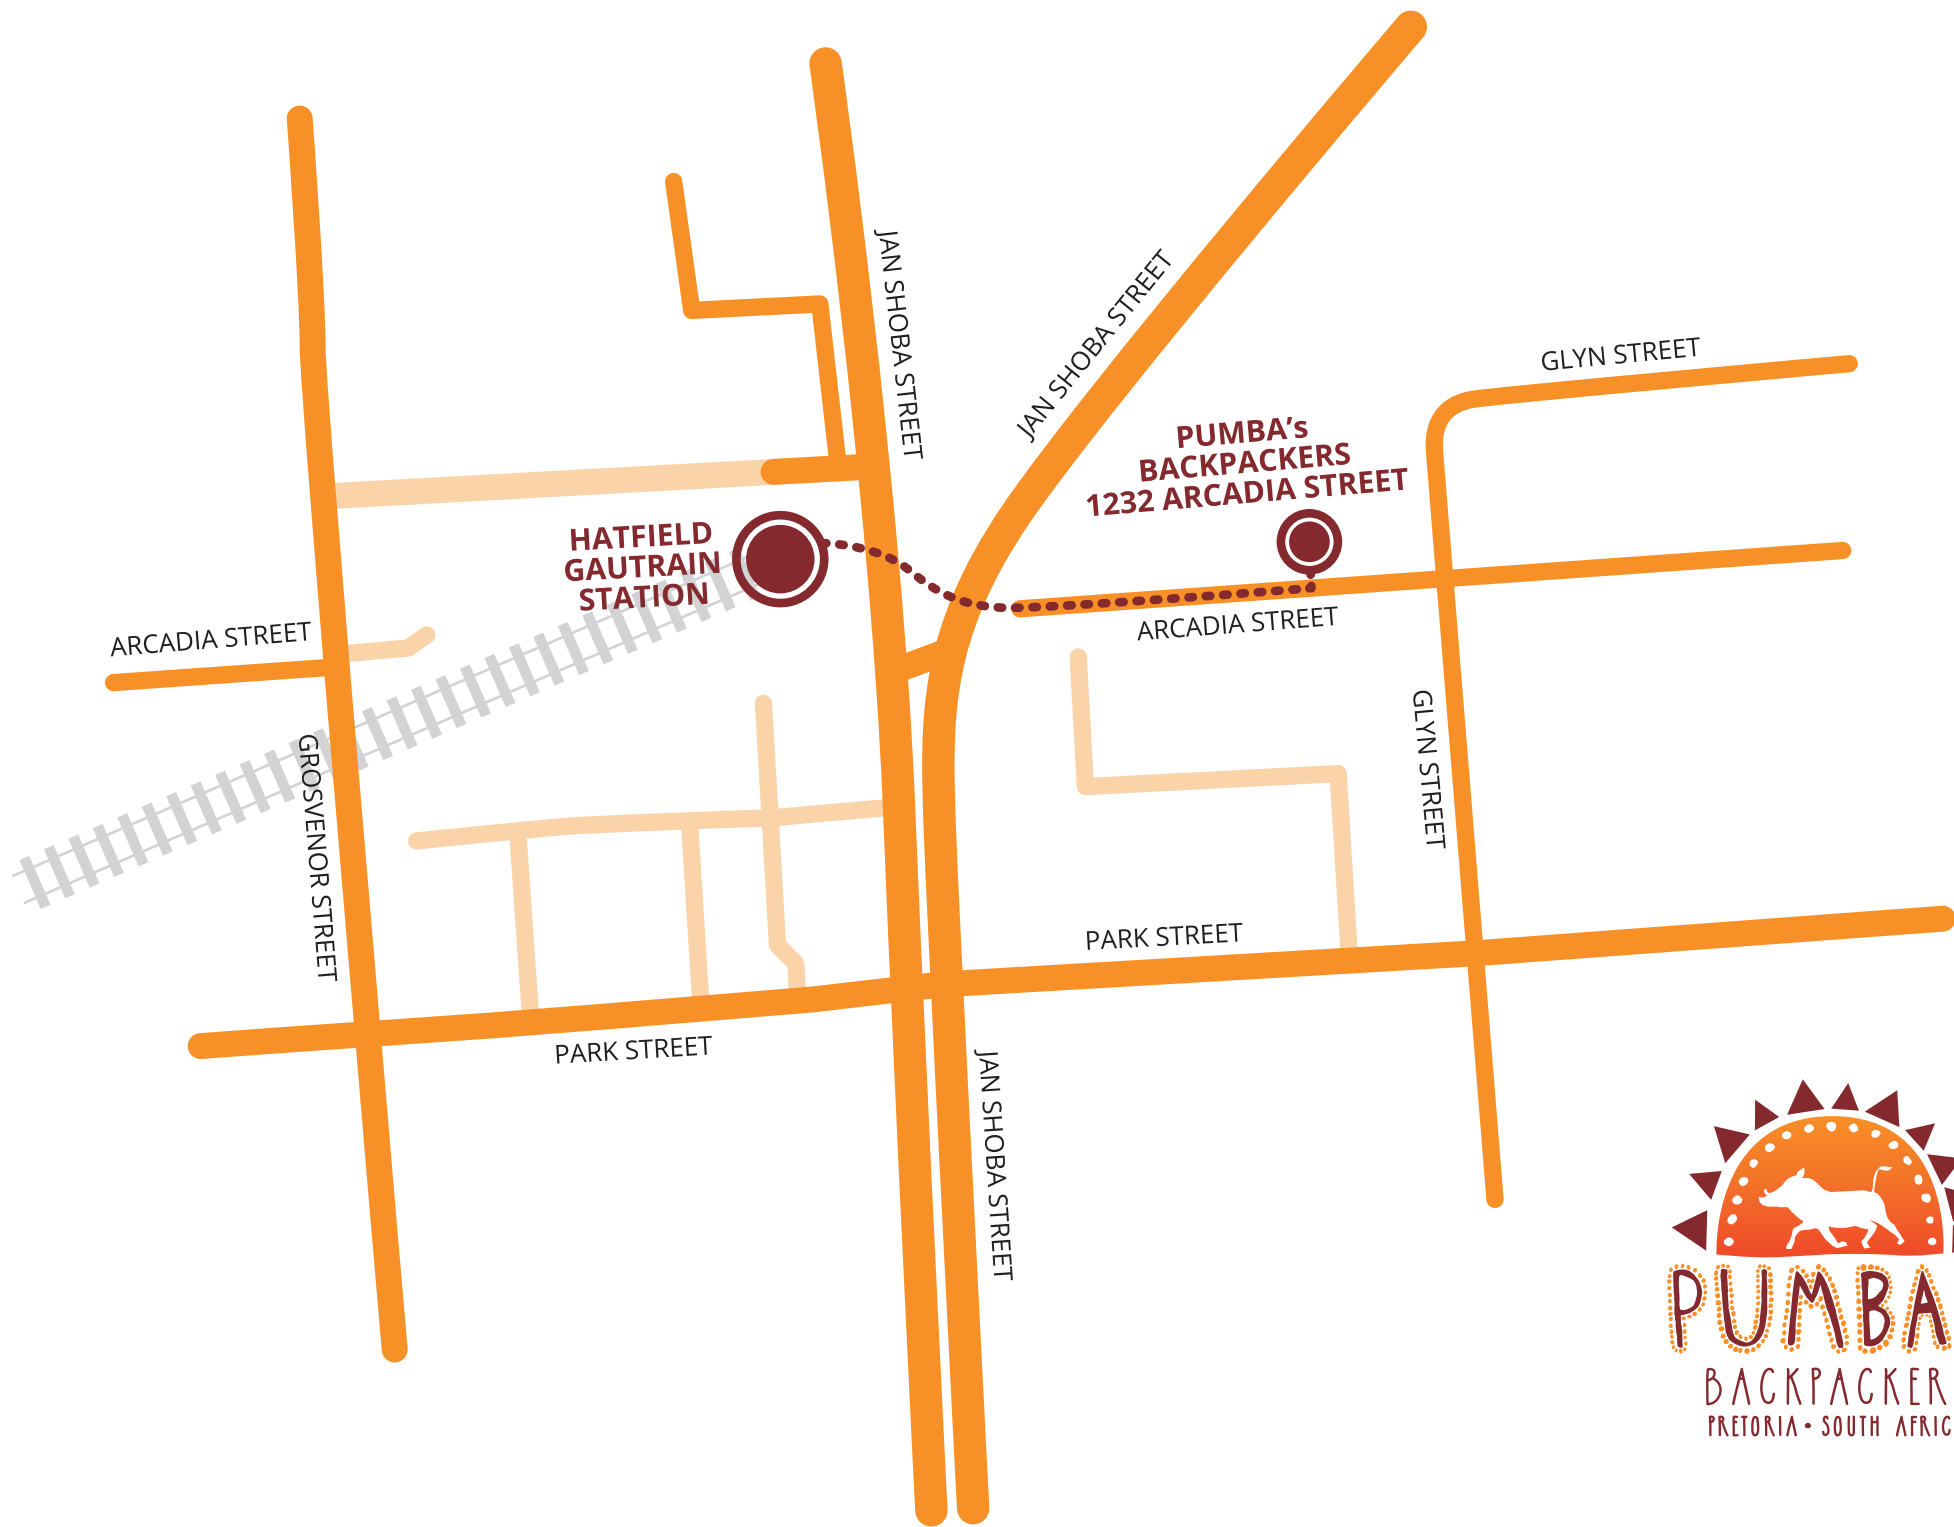 JAN SHOBA STREET
JAN SHOBA STREET
GLYN STREET
PUMBA's
BACKPACKERS
1232 ARCADIA STREET
HATFIELD
GAUTRAIN
STATION
ARCADIA STREET
ARCADIA STREET
GLYN STREET
GROSVENOR STREET
PARK STREET
PARK STREET
JAN SHOBA STREET
PUMBA
BACKPACKER
PRETORIA • SOUTH AFRIC